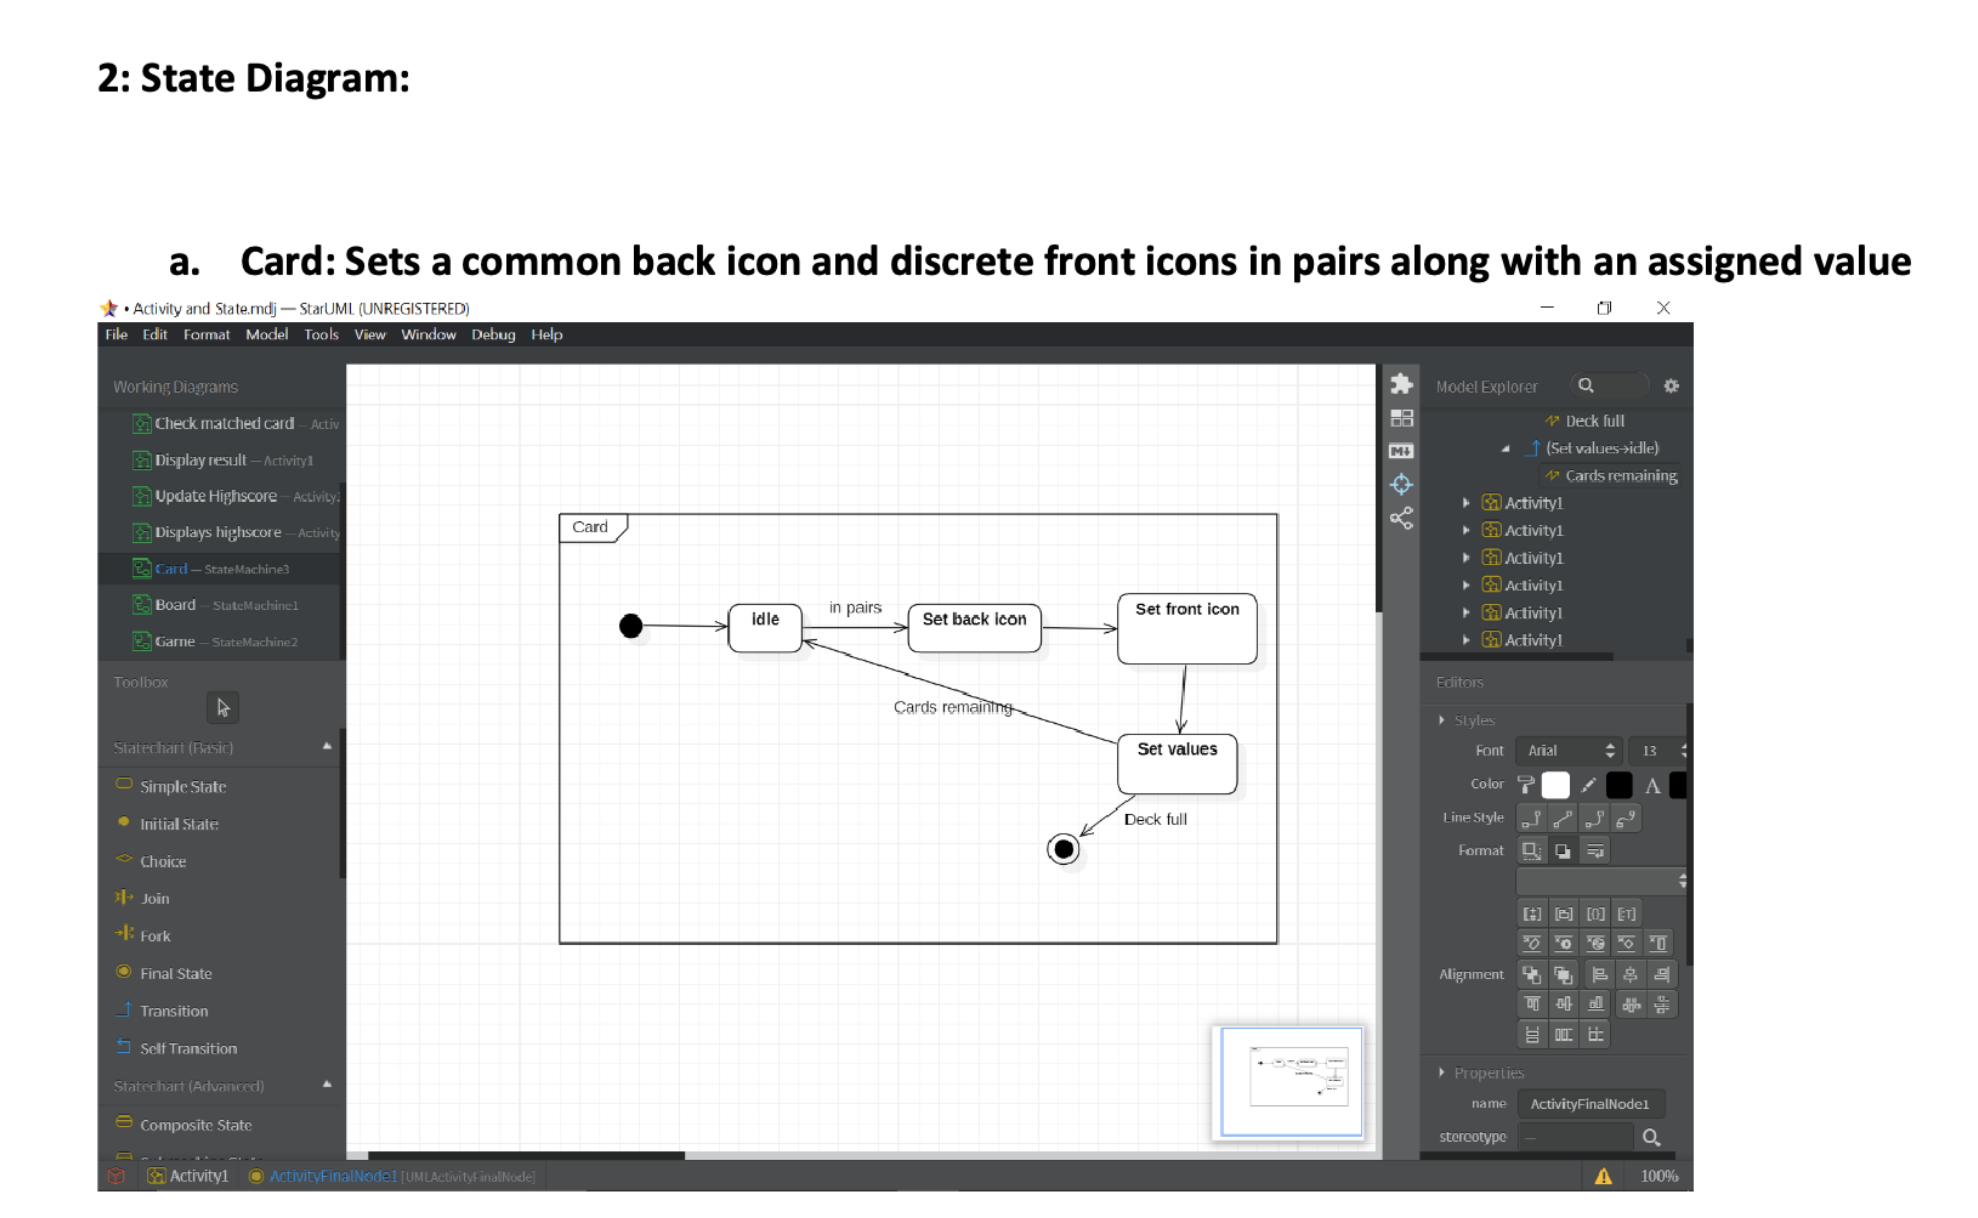 2: State Diagram:
a. Card: Sets a common back icon and discrete front icons in pairs along with an assigned value
• Activity and State.mdj — StarUML (UNREGISTERED)
File Edit Format Model Tools View Window Debug Help
Working Diagrams
Check matched card — Activ
Display result — Activity1
Update Highscore — Activity
Displays highscore — Activity
Card — StateMachine3
Board — StateMachine1
Game — StateMachine2
Toolbox
Statechart (Basic)
Simple State
Initial State
Choice
Join
Fork
Final State
Transition
Self Transition
Statechart (Advanced)
Composite State
Card
idle
in pairs
Set back icon
Set front icon
Cards remaining
Set values
Deck full
M↓
Model Explorer
Deck full
(Set values→idle)
Cards remaining
Activity1
Activity1
Activity1
Activity1
Activity1
Activity1
Editors
Styles
Font Arial 13
Color A
Line Style
Format
Alignment
Properties
name ActivityFinalNode1
stereotype —
Activity1 ActivityFinalNode1 [UMLActivityFinalNode]
100%